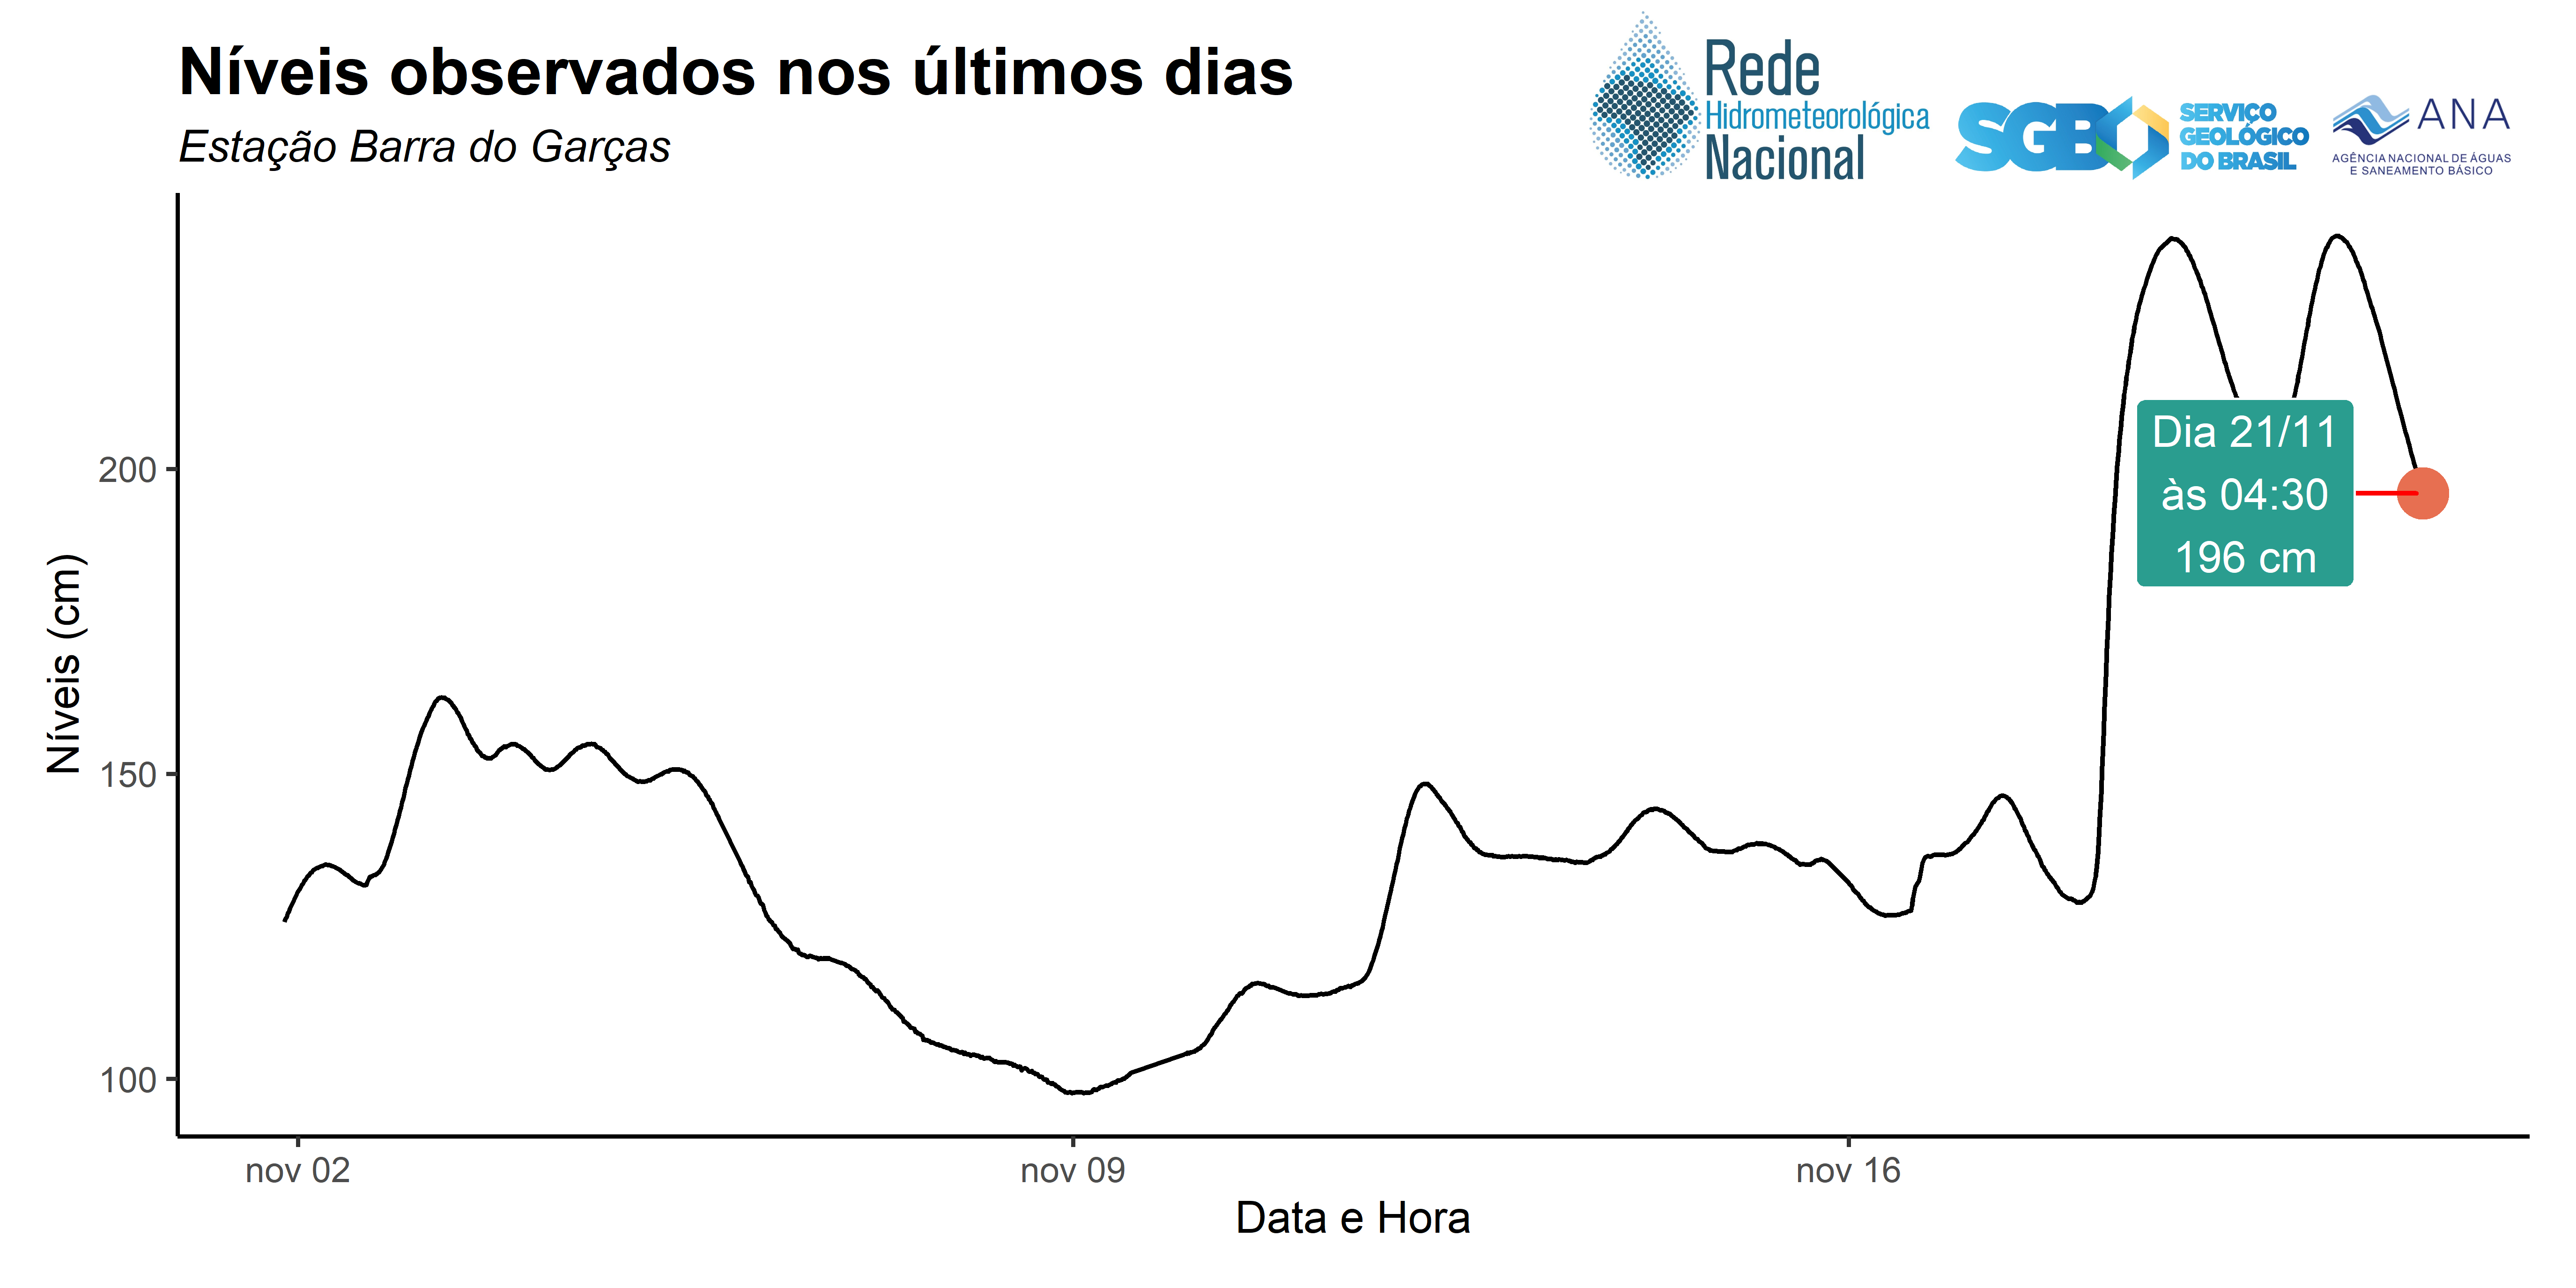 Níveis observados nos últimos dias
Estação Barra do Garças
Rede
Hidrometeorológica
Nacional
SGB
SERVIÇO
GEOLÓGICO
DO BRASIL
ANA
AGÊNCIA NACIONAL DE ÁGUAS
E SANEAMENTO BÁSICO
Níveis (cm)
200
150
100
Dia 21/11
às 04:30
196 cm
nov 02
nov 09
nov 16
Data e Hora